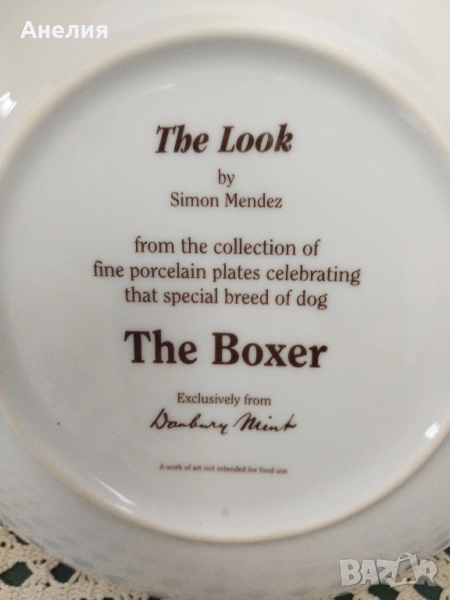 Анелия
The Look
by
Simon Mendez
from the collection of
fine porcelain plates celebrating
that special breed of dog
The Boxer
Exclusively from
Danbury Mint
A work of art not intended for food use
BAZAR